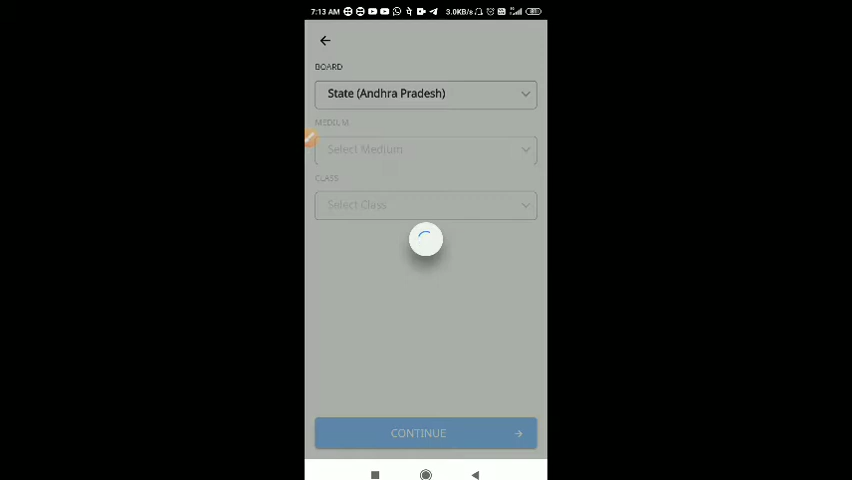 7:13 AM 3.0KB/s
BOARD
State (Andhra Pradesh)
MEDIUM
Select Medium
CLASS
Select Class
CONTINUE